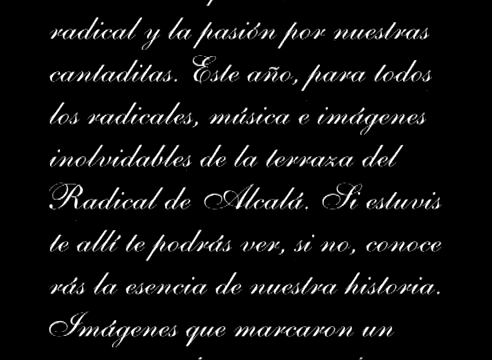 radical y la pasión por nuestras
cantaditas. Este año, para todos
los radicales, música e imágenes
inolvidables de la terraza del
Radical de Alcalá. Si estuvis
te allí te podrás ver, si no, conoce
rás la esencia de nuestra historia.
Imágenes que marcaron un